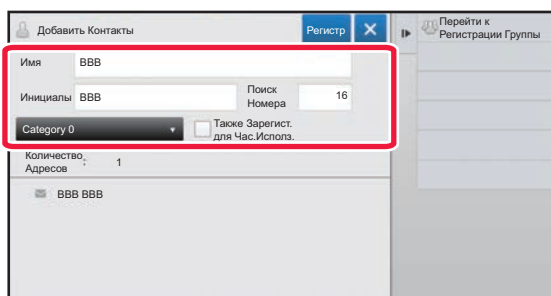 Добавить Контакты Регистр
Перейти к
Регистрации Группы
Имя BBB
Инициалы BBB Поиск
Номера 16
Category 0 Также Зарегист.
для Час.Исполз.
Количество
Адресов : 1
BBB BBB